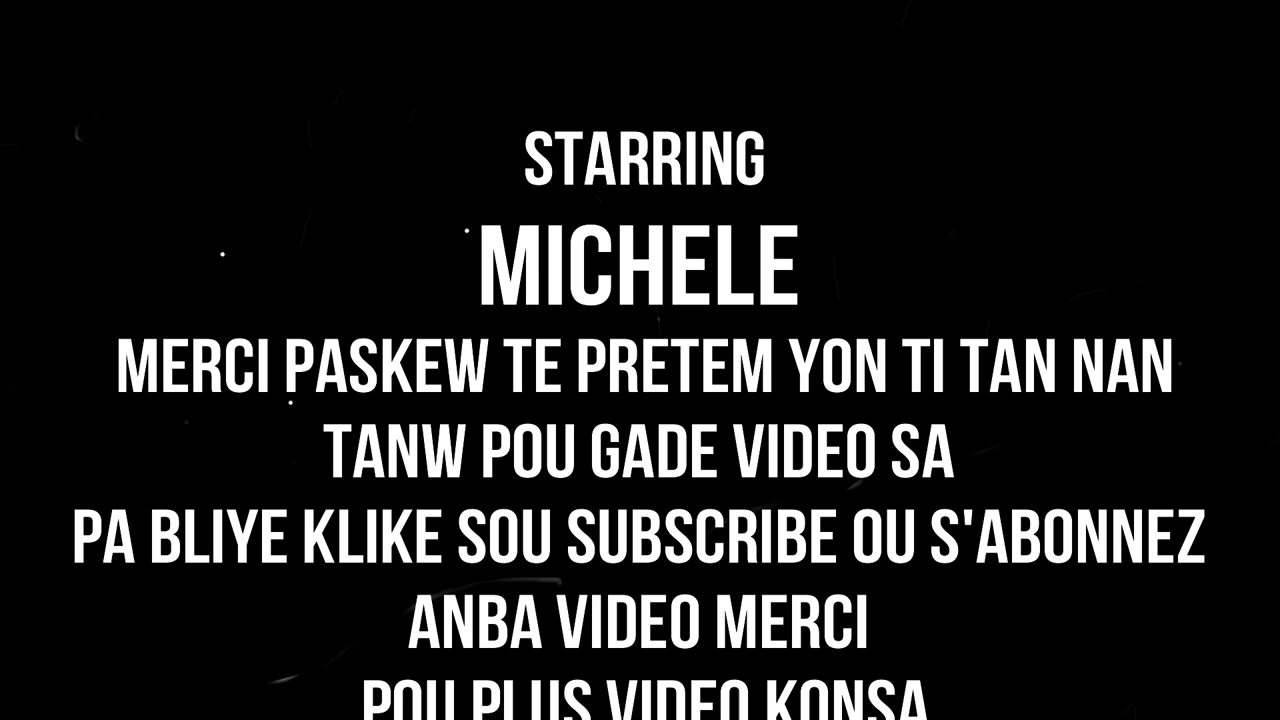 STARRING
MICHELE
MERCI PASKEW TE PRETEM YON TI TAN NAN
TANW POU GADE VIDEO SA
PA BLIYE KLIKE SOU SUBSCRIBE OU S'ABONNEZ
ANBA VIDEO MERCI
POU PLUS VIDEO KONSA